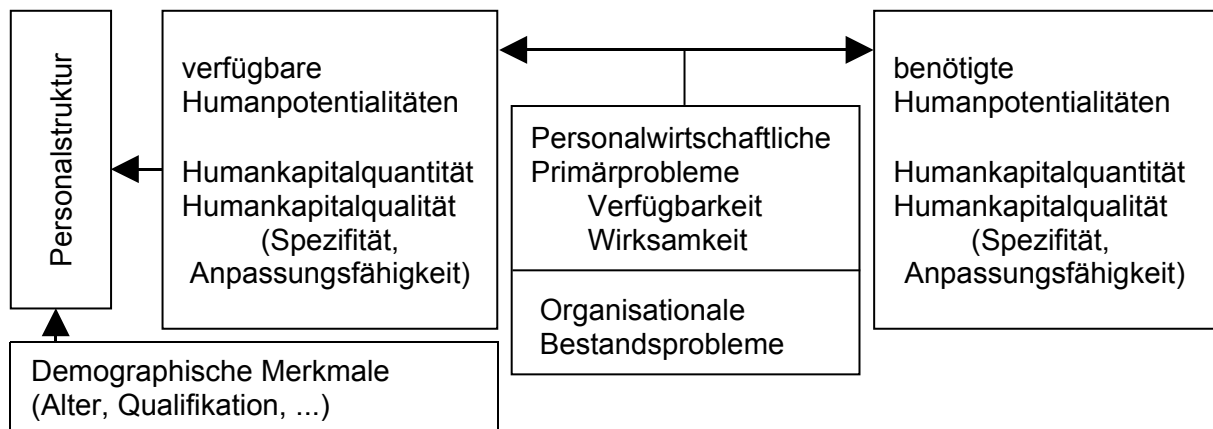 Personalstruktur
verfügbare
Humanpotentialitäten
Humankapitalquantität
Humankapitalqualität
(Spezifität,
Anpassungsfähigkeit)
Personalwirtschaftliche
Primärprobleme
Verfügbarkeit
Wirksamkeit
Organisationale
Bestandsprobleme
benötigte
Humanpotentialitäten
Humankapitalquantität
Humankapitalqualität
(Spezifität,
Anpassungsfähigkeit)
Demographische Merkmale
(Alter, Qualifikation, ...)